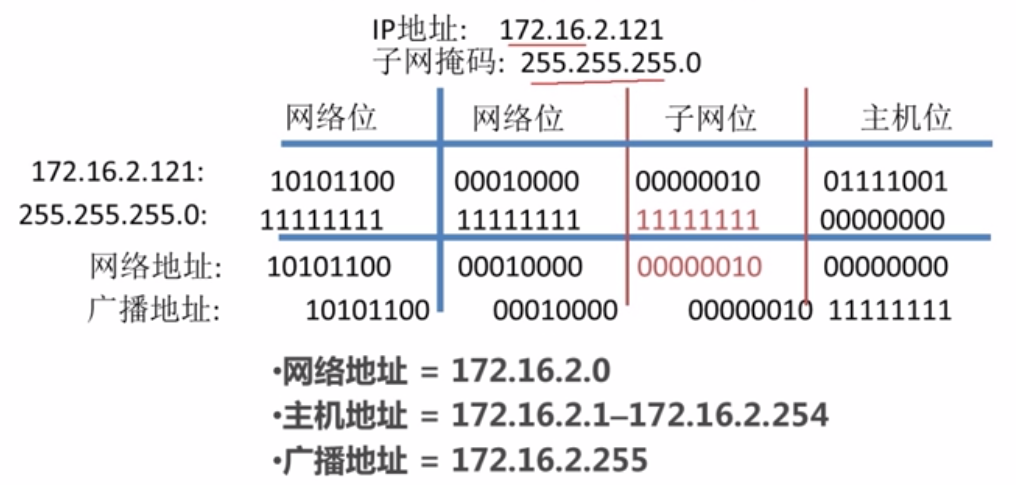 IP地址: 172.16.2.121
子网掩码: 255.255.255.0
网络位 网络位 子网位 主机位
172.16.2.121: 10101100 00010000 00000010 01111001
255.255.255.0: 11111111 11111111 11111111 00000000
网络地址: 10101100 00010000 00000010 00000000
广播地址: 10101100 00010000 00000010 11111111
•网络地址 = 172.16.2.0
•主机地址 = 172.16.2.1–172.16.2.254
•广播地址 = 172.16.2.255